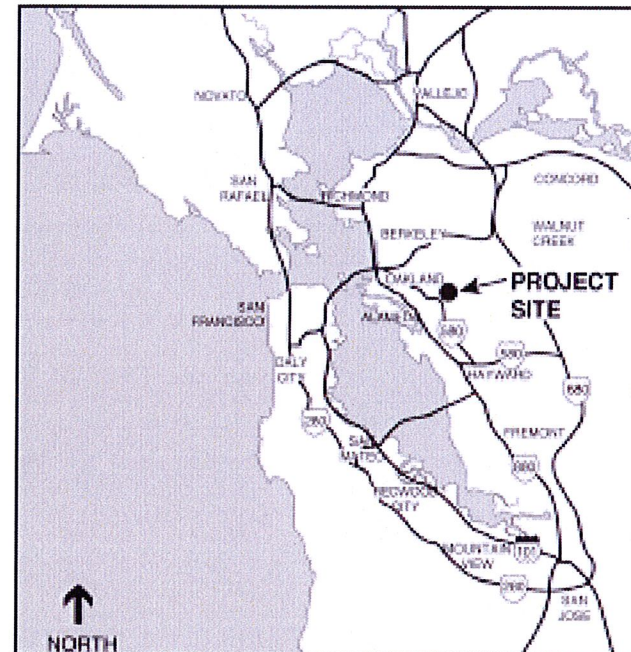 NOVATO
VALLEJO
SAN
RAFAEL
RICHMOND
CONCORD
BERKELEY
WALNUT
CREEK
OAKLAND
PROJECT
SITE
SAN
FRANCISCO
ALAMEDA
580
DALY
CITY
580
HAYWARD
680
280
FREMONT
SAN
MATEO
880
REDWOOD
CITY
MOUNTAIN
VIEW
101
280
SAN
JOSE
NORTH